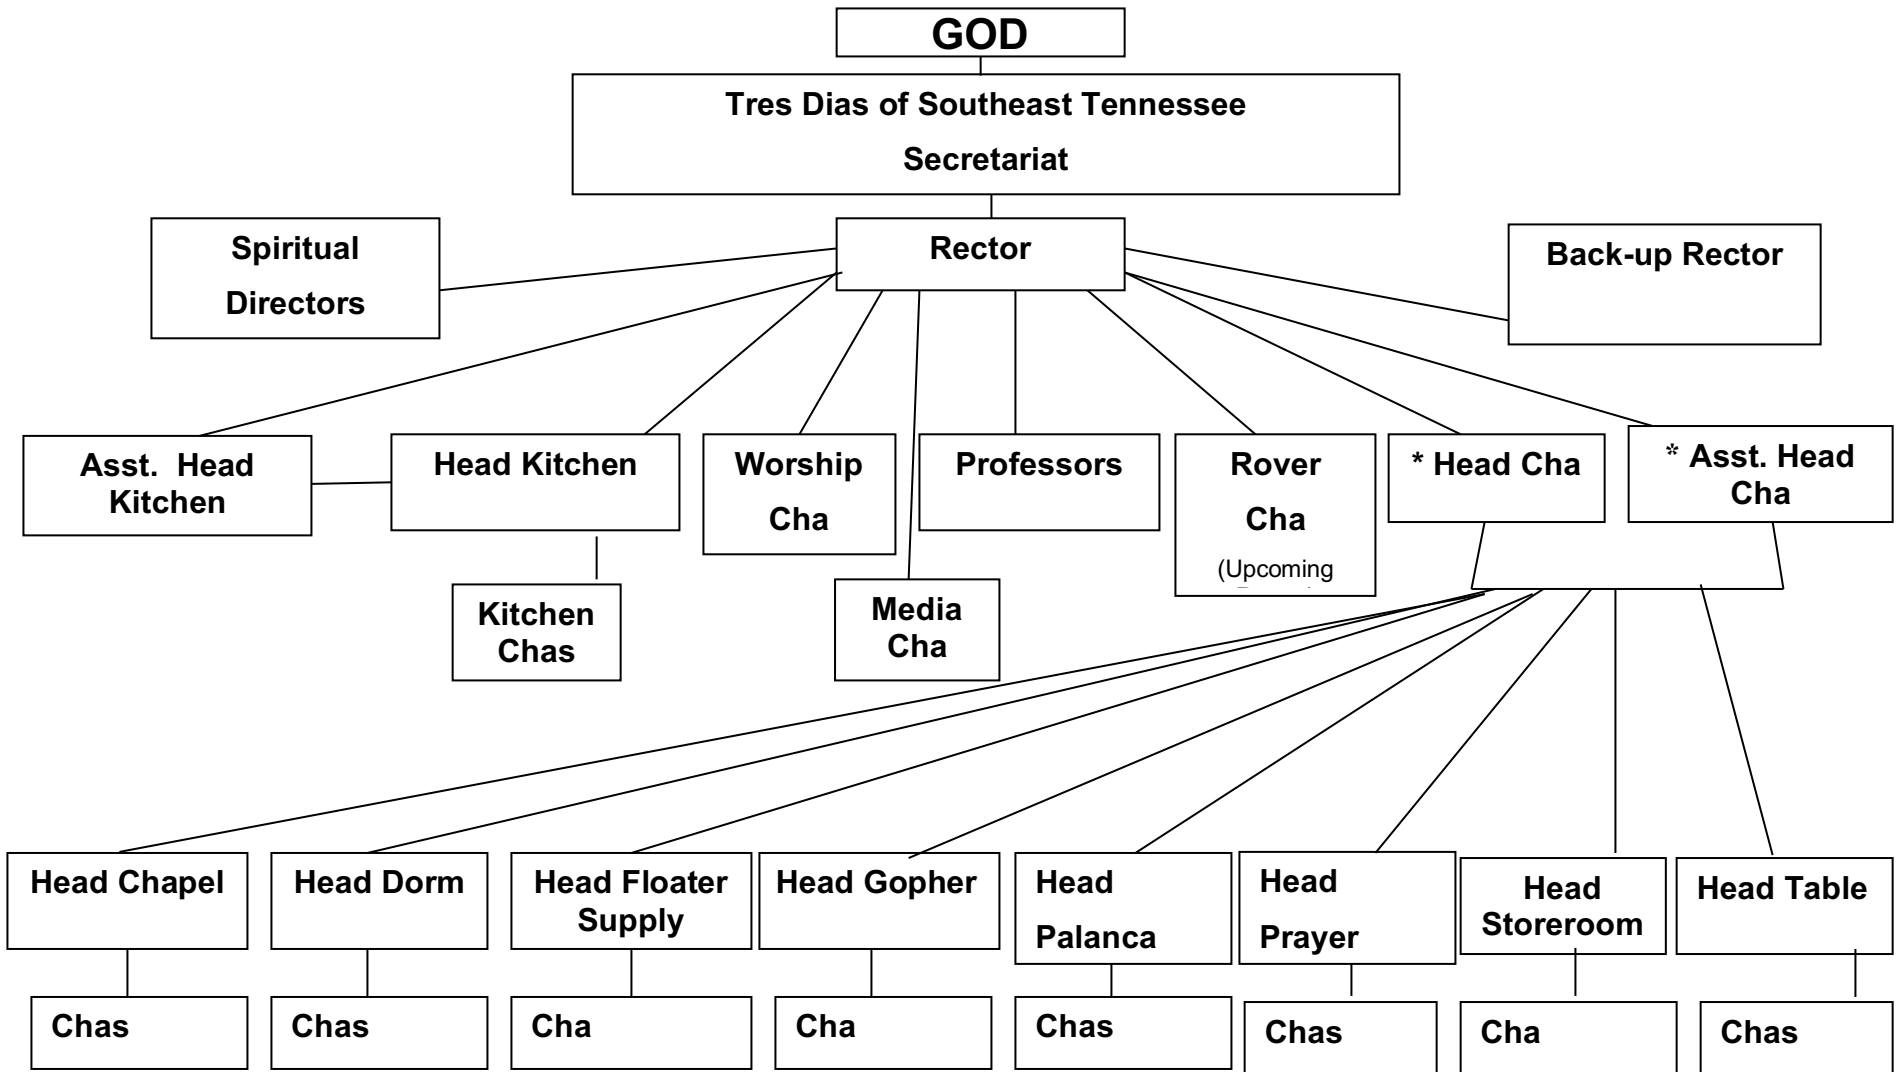 GOD
Tres Dias of Southeast Tennessee
Secretariat
Spiritual
Directors
Rector
Back-up Rector
Asst. Head
Kitchen
Head Kitchen
Worship
Cha
Professors
Rover
Cha
(Upcoming
* Head Cha
* Asst. Head
Cha
Kitchen
Chas
Media
Cha
Head Chapel
Head Dorm
Head Floater
Supply
Head Gopher
Head
Palanca
Head
Prayer
Head
Storeroom
Head Table
Chas
Chas
Cha
Cha
Chas
Chas
Cha
Chas